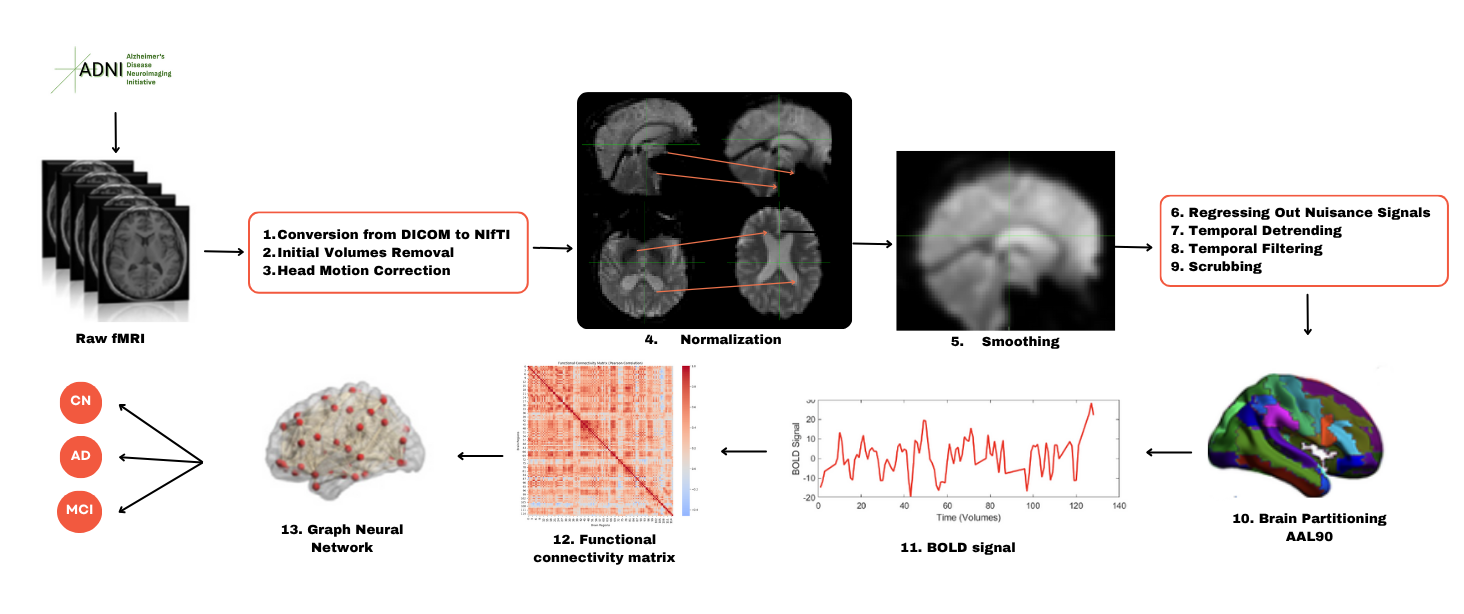 ADNI
Alzheimer's
Disease
NeuroImaging
Initiative
Raw fMRI
1. Conversion from DICOM to NIfTI
2. Initial Volumes Removal
3. Head Motion Correction
4. Normalization
5. Smoothing
6. Regressing Out Nuisance Signals
7. Temporal Detrending
8. Temporal Filtering
9. Scrubbing
10. Brain Partitioning
AAL90
BOLD Signal
30
20
10
0
-10
-20
0 20 40 60 80 100 120 140
Time (Volumes)
11. BOLD signal
Functional Connectivity Matrix (Pearson Correlation)
Brain Regions
12. Functional
connectivity matrix
13. Graph Neural
Network
CN
AD
MCI